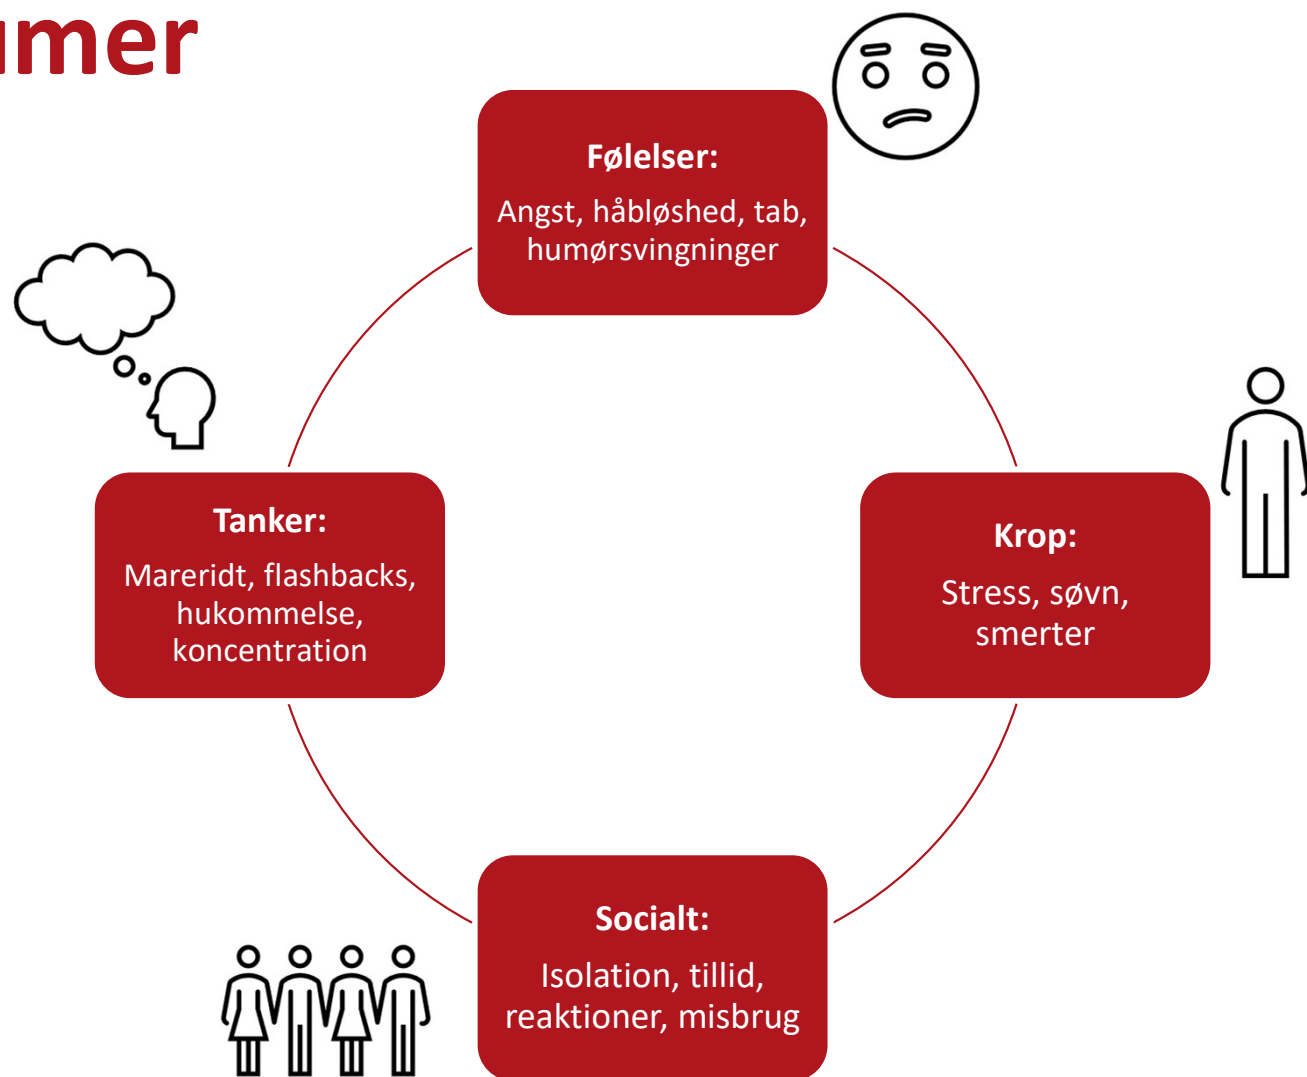 umer
Følelser:
Angst, håbløshed, tab,
humørsvingninger
Tanker:
Mareridt, flashbacks,
hukommelse,
koncentration
Krop:
Stress, søvn,
smerter
Socialt:
Isolation, tillid,
reaktioner, misbrug